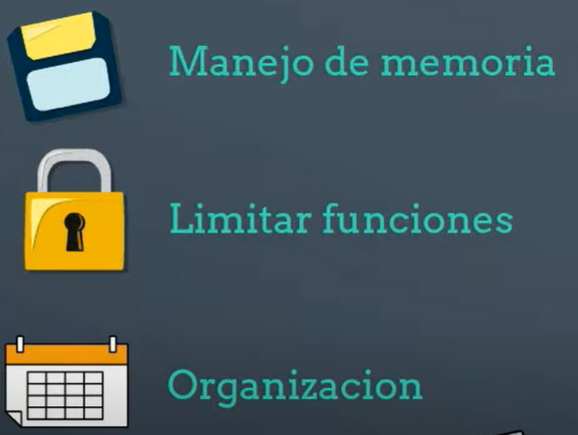 Manejo de memoria
Limitar funciones
Organizacion